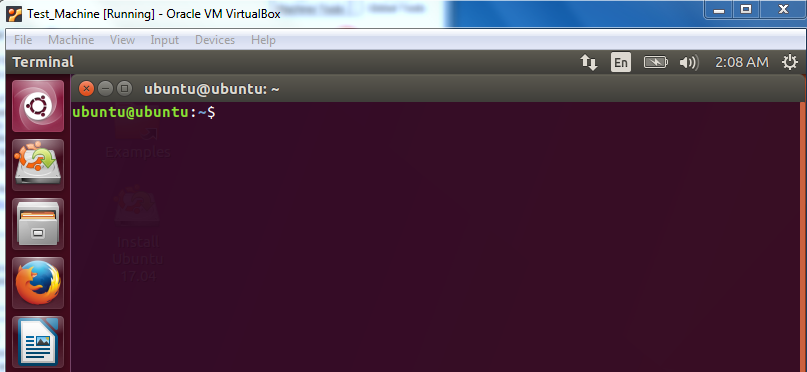 Test_Machine [Running] - Oracle VM VirtualBox
File Machine View Input Devices Help
Terminal En 2:08 AM
ubuntu@ubuntu: ~
ubuntu@ubuntu:~$
Examples
Install
Ubuntu
17.04